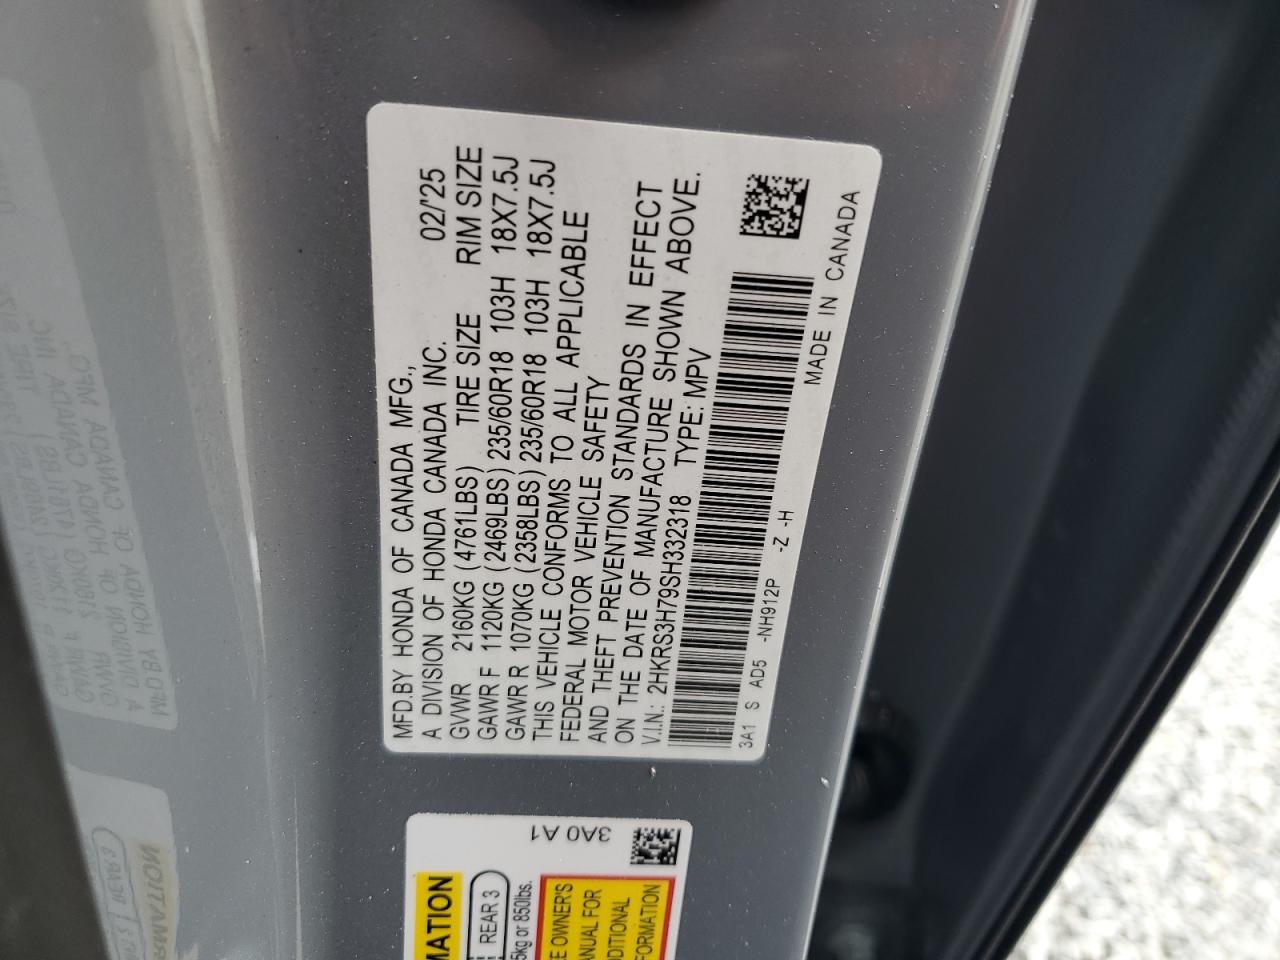 MFD.BY HONDA OF CANADA MFG.,
A DIVISION OF HONDA CANADA INC. 02/'25
GVWR 2160KG (4761LBS) TIRE SIZE RIM SIZE
GAWR F 1120KG (2469LBS) 235/60R18 103H 18X7.5J
GAWR R 1070KG (2358LBS) 235/60R18 103H 18X7.5J
THIS VEHICLE CONFORMS TO ALL APPLICABLE
FEDERAL MOTOR VEHICLE SAFETY
AND THEFT PREVENTION STANDARDS IN EFFECT
ON THE DATE OF MANUFACTURE SHOWN ABOVE.
V.I.N.: 2HKRS3H79SH332318 TYPE: MPV
3A1 S AD5 -NH912P -Z -H
MADE IN CANADA
3A0 A1
MATION
REAR 3
5kg or 850lbs.
E OWNER'S
ANUAL FOR
DDITIONAL
FORMATION